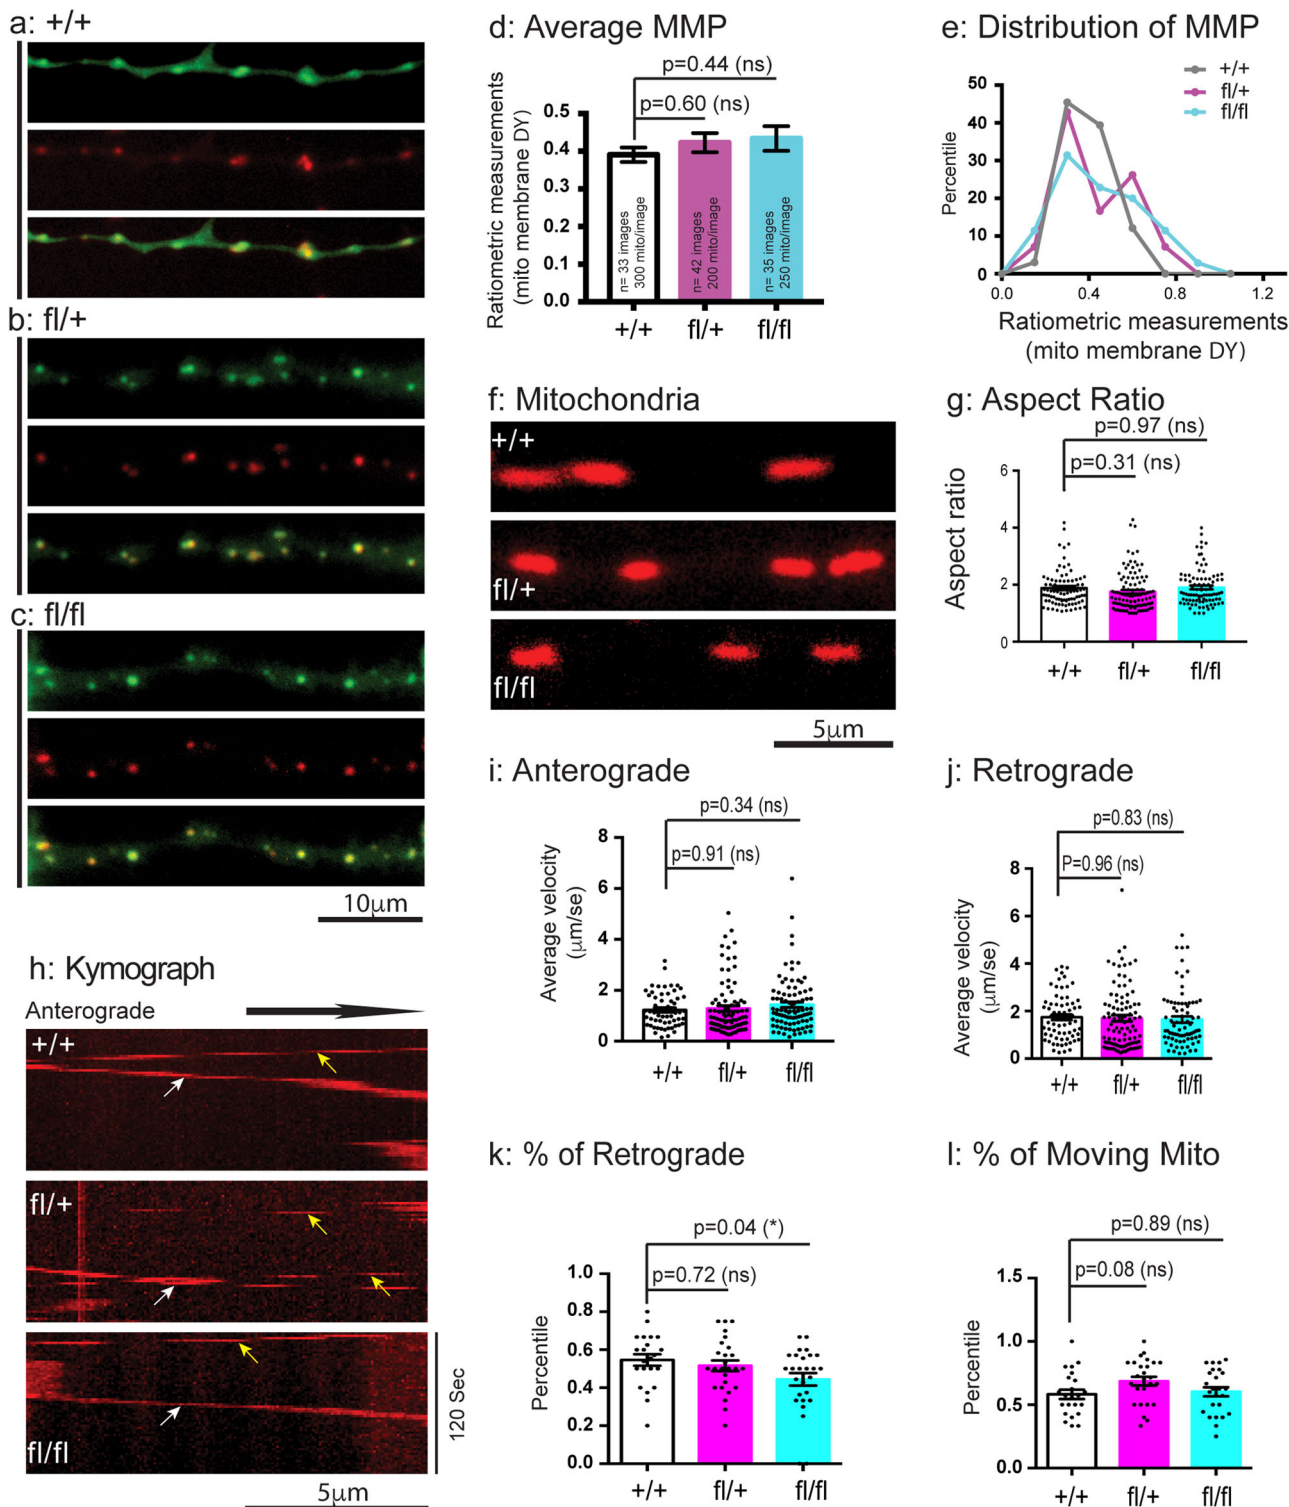 a: +/+
b: fl/+
c: fl/fl
10μm
d: Average MMP
p=0.44 (ns)
p=0.60 (ns)
Ratiometric measurements
(mito membrane DY)
0.5
0.4
0.3
0.2
0.1
0.0
n= 33 images
300 mito/image
n= 42 images
200 mito/image
n= 35 images
250 mito/image
+/+
fl/+
fl/fl
e: Distribution of MMP
+/+
fl/+
fl/fl
Percentile
50
40
30
20
10
0
0.0
0.4
0.8
1.2
Ratiometric measurements
(mito membrane DY)
f: Mitochondria
+/+
fl/+
fl/fl
5μm
g: Aspect Ratio
p=0.97 (ns)
p=0.31 (ns)
Aspect ratio
6
4
2
0
+/+
fl/+
fl/fl
h: Kymograph
Anterograde
+/+
fl/+
fl/fl
120 Sec
5μm
i: Anterograde
p=0.34 (ns)
p=0.91 (ns)
Average velocity
(μm/se)
8
6
4
2
0
+/+
fl/+
fl/fl
j: Retrograde
p=0.83 (ns)
P=0.96 (ns)
Average velocity
(μm/se)
8
6
4
2
0
+/+
fl/+
fl/fl
k: % of Retrograde
p=0.04 (*)
p=0.72 (ns)
Percentile
1.0
0.8
0.6
0.4
0.2
0.0
+/+
fl/+
fl/fl
l: % of Moving Mito
p=0.89 (ns)
p=0.08 (ns)
Percentile
1.5
1.0
0.5
0.0
+/+
fl/+
fl/fl